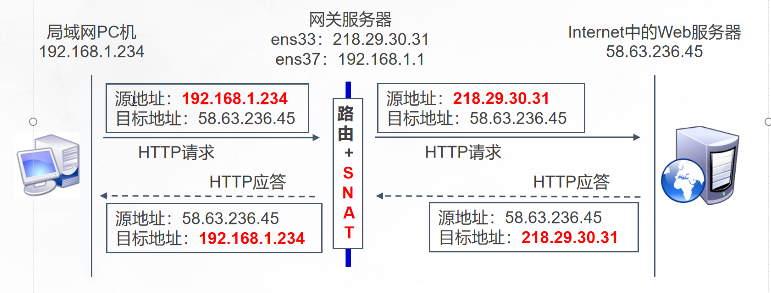 局域网PC机
192.168.1.234
网关服务器
ens33：218.29.30.31
ens37：192.168.1.1
Internet中的Web服务器
58.63.236.45
源地址：192.168.1.234
目标地址：58.63.236.45
HTTP请求
源地址：218.29.30.31
目标地址：58.63.236.45
HTTP请求
路由+SNAT
HTTP应答
源地址：58.63.236.45
目标地址：192.168.1.234
HTTP应答
源地址：58.63.236.45
目标地址：218.29.30.31